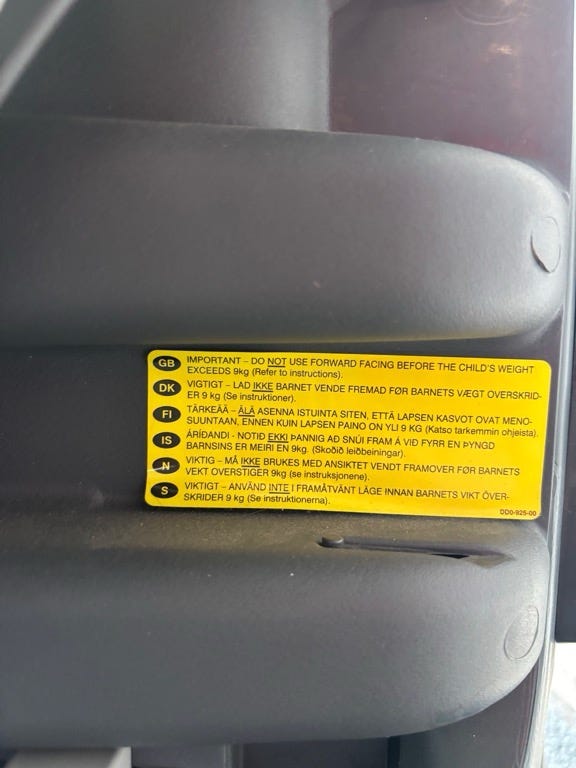 GB IMPORTANT – DO NOT USE FORWARD FACING BEFORE THE CHILD'S WEIGHT
EXCEEDS 9kg (Refer to instructions).
DK VIGTIGT – LAD IKKE BARNET VENDE FREMAD FØR BARNETS VÆGT OVERSKRID-
ER 9 kg (Se instruktioner).
FI TÄRKEÄÄ – ÄLÄ ASENNA ISTUINTA SITEN, ETTÄ LAPSEN KASVOT OVAT MENO-
SUUNTAAN, ENNEN KUIN LAPSEN PAINO ON YLI 9 KG (Katso tarkemmin ohjeista).
IS ÁRÍÐANDI - NOTIÐ EKKI ÞANNIG AÐ SNÚI FRAM Á VIÐ FYRR EN ÞYNGD
BARNSINS ER MEIRI EN 9kg. (Skoðið leiðbeiningar).
N VIKTIG – MÅ IKKE BRUKES MED ANSIKTET VENDT FRAMOVER FØR BARNETS
VEKT OVERSTIGER 9kg (se instruksjonene).
S VIKTIGT – ANVÄND INTE I FRAMÅTVÄNT LÄGE INNAN BARNETS VIKT ÖVER-
SKRIDER 9 kg (Se instruktionerna).
DD0-925-00